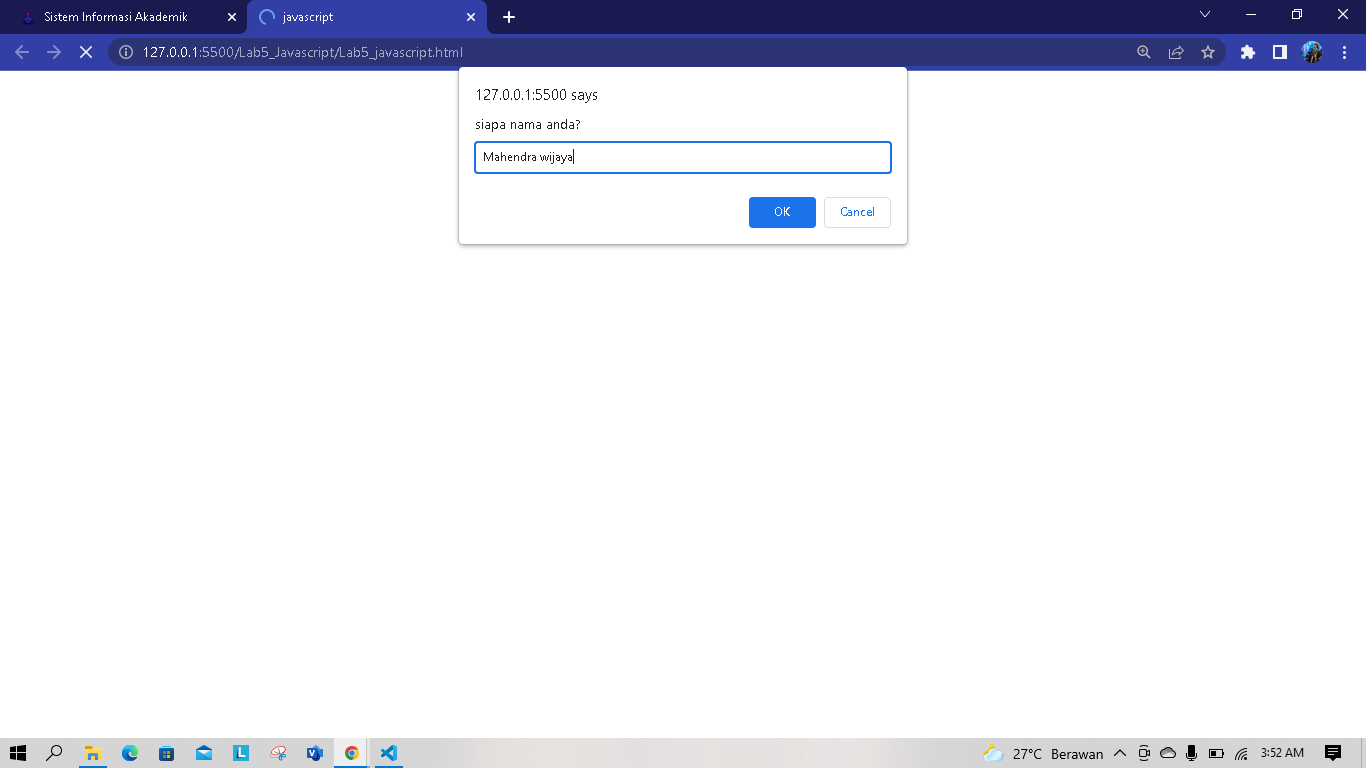 Sistem Informasi Akademik
javascript
127.0.0.1:5500/Lab5_Javascript/Lab5_javascript.html
127.0.0.1:5500 says
siapa nama anda?
Mahendra wijaya
OK Cancel
27°C Berawan 3:52 AM